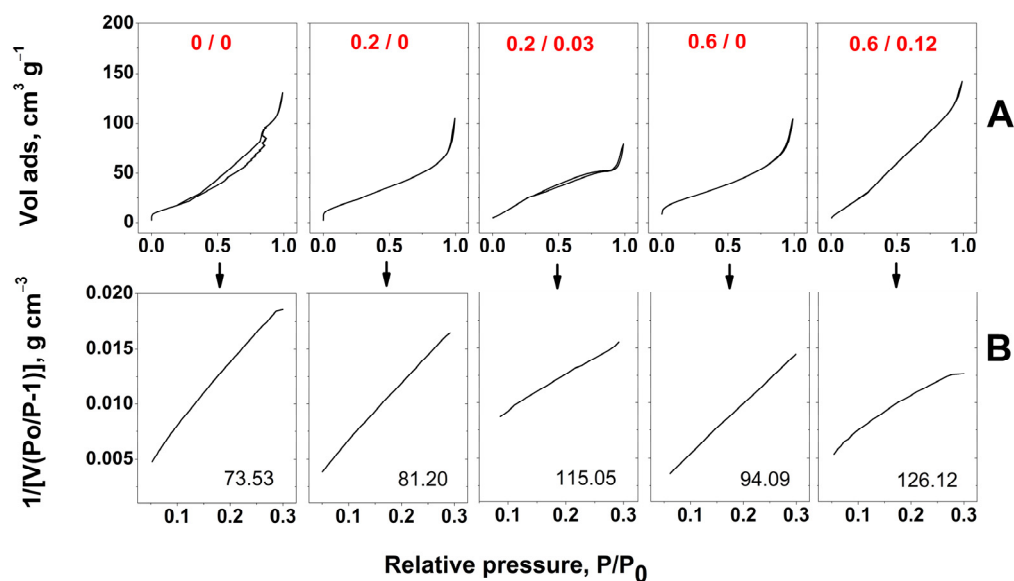 0 / 0
0.2 / 0
0.2 / 0.03
0.6 / 0
0.6 / 0.12
200
150
100
50
0
Vol ads, cm³ g⁻¹
A
0.0 0.5 1.0
0.0 0.5 1.0
0.0 0.5 1.0
0.0 0.5 1.0
0.0 0.5 1.0
0.020
0.015
0.010
0.005
1/[V(Po/P-1)], g cm⁻³
B
73.53
81.20
115.05
94.09
126.12
0.1 0.2 0.3
0.1 0.2 0.3
0.1 0.2 0.3
0.1 0.2 0.3
0.1 0.2 0.3
Relative pressure, P/P₀